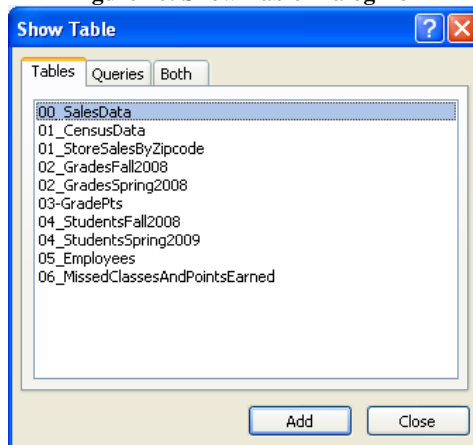 Show Table
Tables Queries Both
00_SalesData
01_CensusData
01_StoreSalesByZipcode
02_GradesFall2008
02_GradesSpring2008
03-GradePts
04_StudentsFall2008
04_StudentsSpring2009
05_Employees
06_MissedClassesAndPointsEarned
Add Close